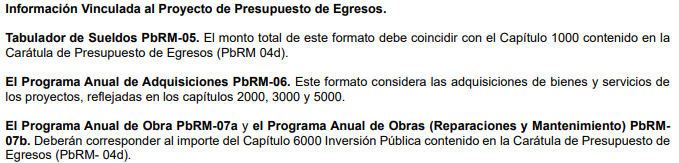 Información Vinculada al Proyecto de Presupuesto de Egresos.
Tabulador de Sueldos PbRM-05. El monto total de este formato debe coincidir con el Capítulo 1000 contenido en la
Carátula de Presupuesto de Egresos (PbRM 04d).
El Programa Anual de Adquisiciones PbRM-06. Este formato considera las adquisiciones de bienes y servicios de
los proyectos, reflejadas en los capítulos 2000, 3000 y 5000.
El Programa Anual de Obra PbRM-07a y el Programa Anual de Obras (Reparaciones y Mantenimiento) PbRM-
07b. Deberán corresponder al importe del Capítulo 6000 Inversión Pública contenido en la Carátula de Presupuesto de
Egresos (PbRM- 04d).